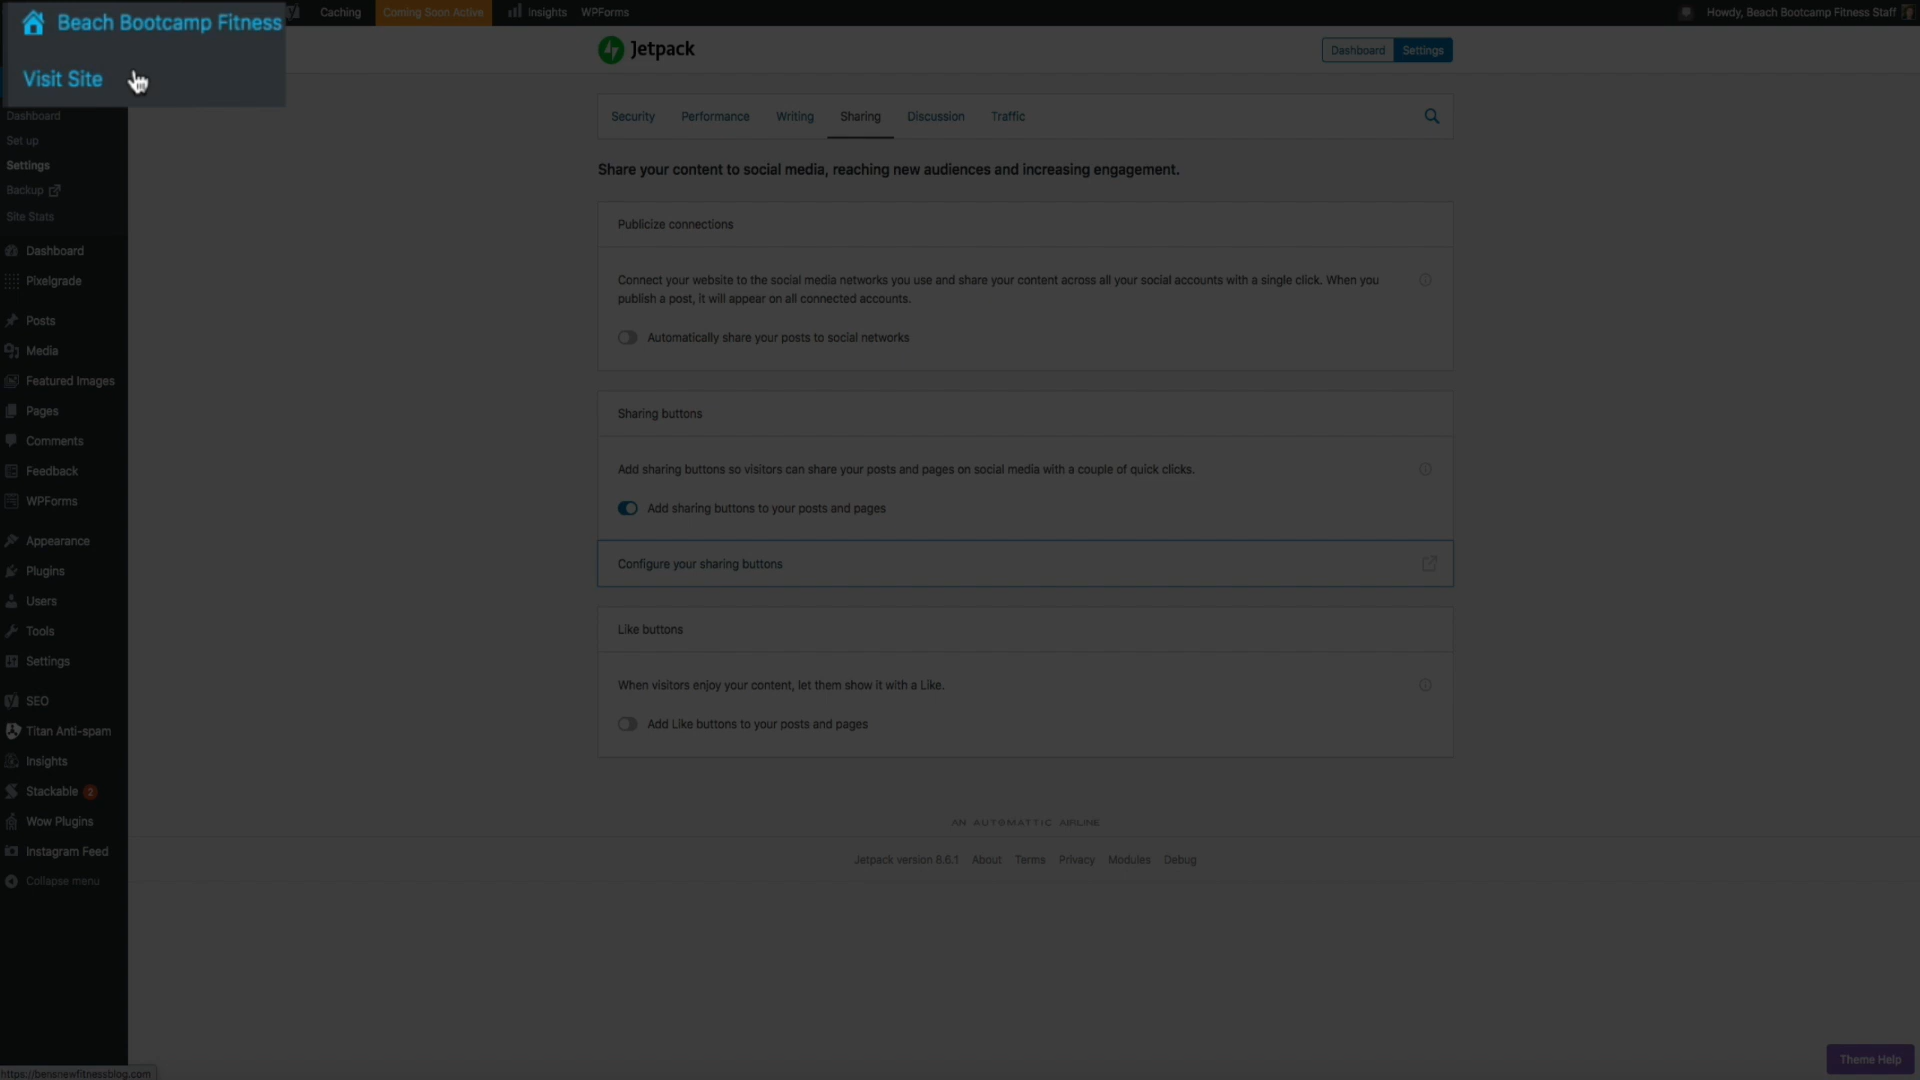 Beach Bootcamp Fitness
Caching
Coming Soon Active
Insights
WPForms
Howdy, Beach Bootcamp Fitness Staff
Visit Site
Jetpack
Dashboard
Settings
Dashboard
Set up
Settings
Backup
Site Stats
Dashboard
Pixelgrade
Posts
Media
Featured Images
Pages
Comments
Feedback
WPForms
Appearance
Plugins
Users
Tools
Settings
SEO
Titan Anti-spam
Insights
Stackable 2
Wow Plugins
Instagram Feed
Collapse menu
Security
Performance
Writing
Sharing
Discussion
Traffic
Share your content to social media, reaching new audiences and increasing engagement.
Publicize connections
Connect your website to the social media networks you use and share your content across all your social accounts with a single click. When you
publish a post, it will appear on all connected accounts.
Automatically share your posts to social networks
Sharing buttons
Add sharing buttons so visitors can share your posts and pages on social media with a couple of quick clicks.
Add sharing buttons to your posts and pages
Configure your sharing buttons
Like buttons
When visitors enjoy your content, let them show it with a Like.
Add Like buttons to your posts and pages
AN AUTOMATTIC AIRLINE
Jetpack version 8.6.1
About
Terms
Privacy
Modules
Debug
Theme Help
https://bensnewfitnessblog.com